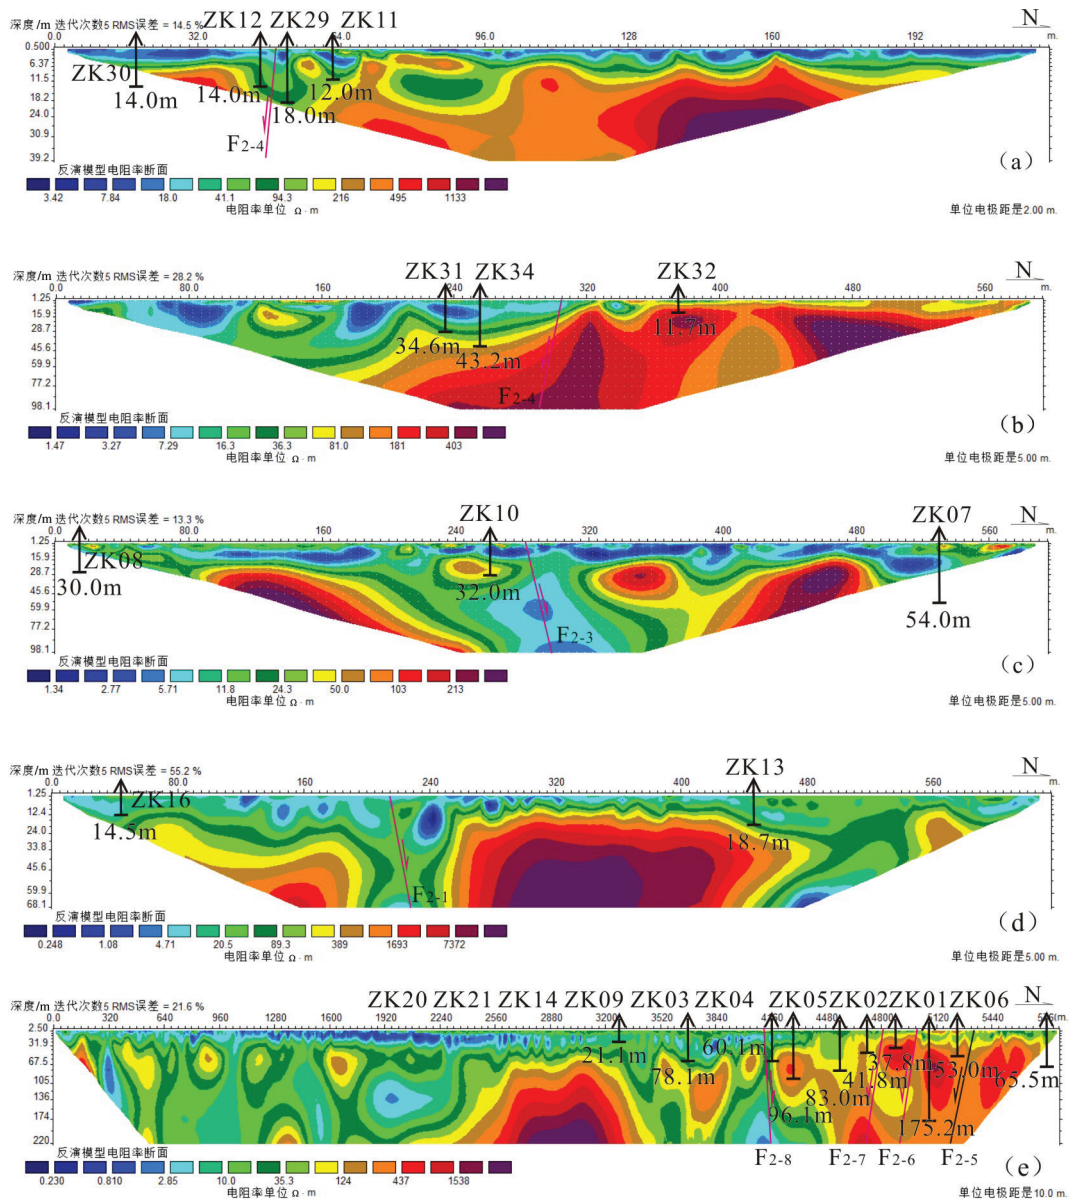 ZK12 ZK29 ZK11
深度/m 迭代次数5 RMS误差 = 14.5 %
N
0.0 32.0 64.0 96.0 128 160 192 m.
0.500
6.37
11.5
18.2
24.0
30.9
39.2
ZK30
14.0m 14.0m 18.0m 12.0m
F2-4
(a)
反演模型电阻率断面
3.42 7.84 18.0 41.1 94.3 216 495 1133
电阻率单位 Ω · m
单位电极距是2.00 m.
ZK31 ZK34 ZK32
深度/m 迭代次数5 RMS误差 = 28.2 %
N
0.0 80.0 240 320 400 480 560 m.
1.25
15.9
28.7
45.6
59.9
77.2
98.1
34.6m 43.2m 11.7m
F2-4
(b)
反演模型电阻率断面
1.47 3.27 7.29 16.3 36.3 81.0 181 403
电阻率单位 Ω · m
单位电极距是5.00 m.
ZK10 ZK07
深度/m 迭代次数5 RMS误差 = 13.3 %
N
0.0 80.0 160 240 320 400 480 560 m.
1.25
15.9
28.7
45.6
59.9
77.2
98.1
ZK08
30.0m 32.0m 54.0m
F2-3
(c)
反演模型电阻率断面
1.34 2.77 5.71 11.8 24.3 50.0 103 213
电阻率单位 Ω · m
单位电极距是5.00 m.
ZK13
深度/m 迭代次数5 RMS误差 = 55.2 %
N
0.0 80.0 160 240 320 400 480 560 m.
1.25
12.4
24.0
33.8
45.6
59.9
68.1
ZK16
14.5m 18.7m
F2-1
(d)
反演模型电阻率断面
0.248 1.08 4.71 20.5 89.3 389 1693 7372
电阻率单位 Ω · m
单位电极距是5.00 m.
ZK20 ZK21 ZK14 ZK09 ZK03 ZK04 ZK05 ZK02 ZK01 ZK06
深度/m 迭代次数5 RMS误差 = 21.6 %
N
0.0 320 640 960 1280 1600 1920 2240 2560 2880 3200 3520 3840 4160 4480 4800 5120 5440 m.
2.50
31.9
67.5
105
136
174
220
21.1m 78.1m 60.1m 96.1m 83.0m 41.8m 37.8m 175.2m 53.0m 65.5m
F2-8 F2-7 F2-6 F2-5
(e)
反演模型电阻率断面
0.230 0.810 2.85 10.0 35.3 124 437 1538
电阻率单位 Ω · m
单位电极距是10.0 m.